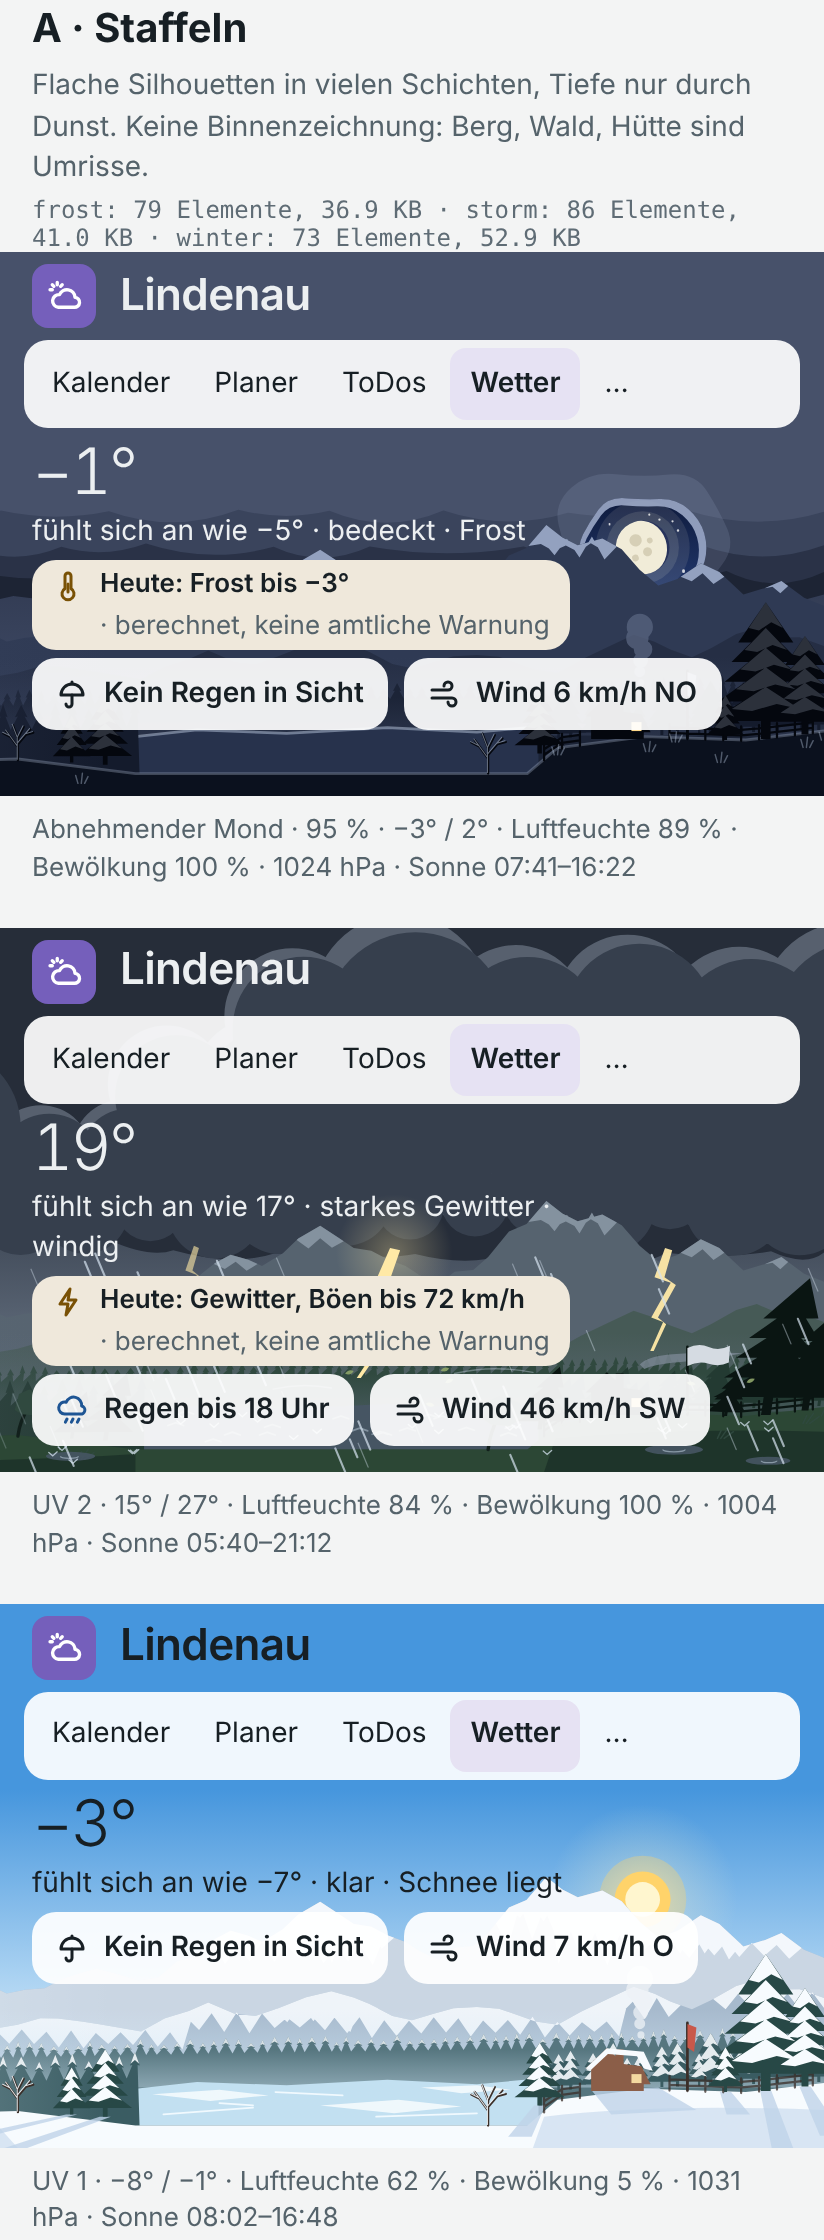 A · Staffeln
Flache Silhouetten in vielen Schichten, Tiefe nur durch
Dunst. Keine Binnenzeichnung: Berg, Wald, Hütte sind
Umrisse.
frost: 79 Elemente, 36.9 KB · storm: 86 Elemente,
41.0 KB · winter: 73 Elemente, 52.9 KB
Lindenau
Kalender Planer ToDos Wetter ...
−1°
fühlt sich an wie −5° · bedeckt · Frost
Heute: Frost bis −3°
· berechnet, keine amtliche Warnung
Kein Regen in Sicht Wind 6 km/h NO
Abnehmender Mond · 95 % · −3° / 2° · Luftfeuchte 89 % ·
Bewölkung 100 % · 1024 hPa · Sonne 07:41–16:22
Lindenau
Kalender Planer ToDos Wetter ...
19°
fühlt sich an wie 17° · starkes Gewitter ·
windig
Heute: Gewitter, Böen bis 72 km/h
· berechnet, keine amtliche Warnung
Regen bis 18 Uhr Wind 46 km/h SW
UV 2 · 15° / 27° · Luftfeuchte 84 % · Bewölkung 100 % · 1004
hPa · Sonne 05:40–21:12
Lindenau
Kalender Planer ToDos Wetter ...
−3°
fühlt sich an wie −7° · klar · Schnee liegt
Kein Regen in Sicht Wind 7 km/h O
UV 1 · −8° / −1° · Luftfeuchte 62 % · Bewölkung 5 % · 1031
hPa · Sonne 08:02–16:48